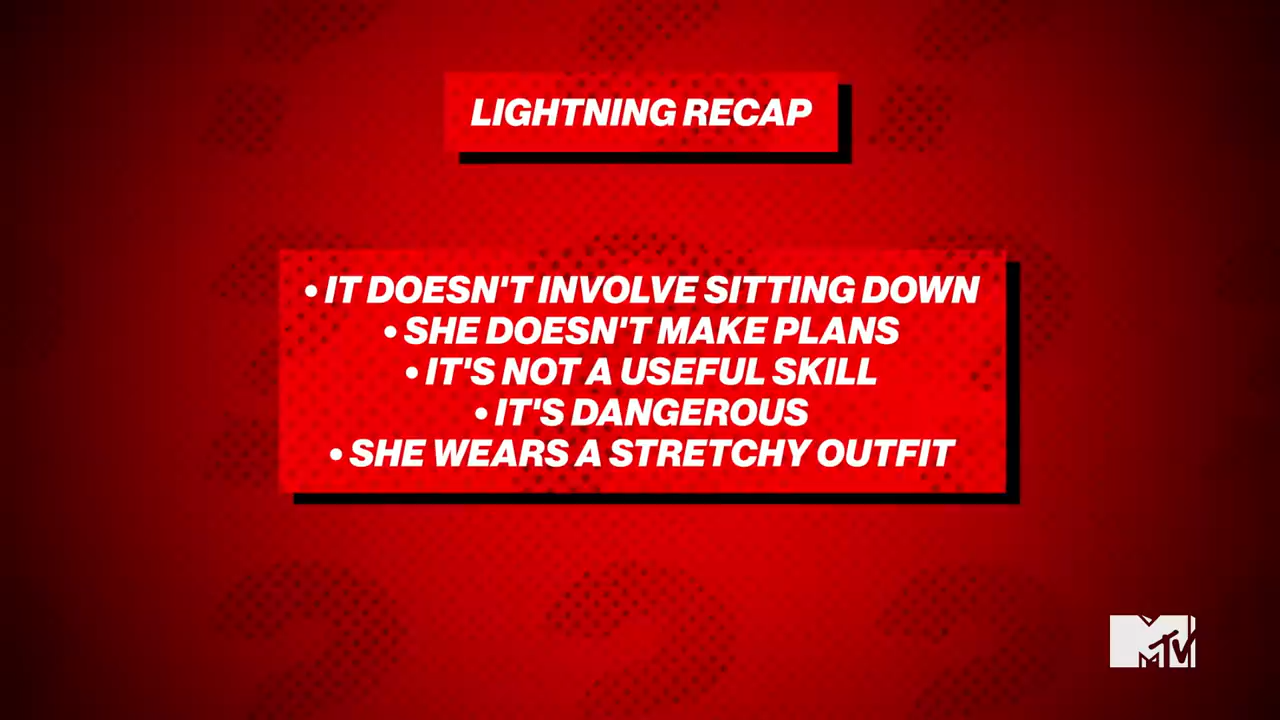 LIGHTNING RECAP
• IT DOESN'T INVOLVE SITTING DOWN
• SHE DOESN'T MAKE PLANS
• IT'S NOT A USEFUL SKILL
• IT'S DANGEROUS
• SHE WEARS A STRETCHY OUTFIT
MTV